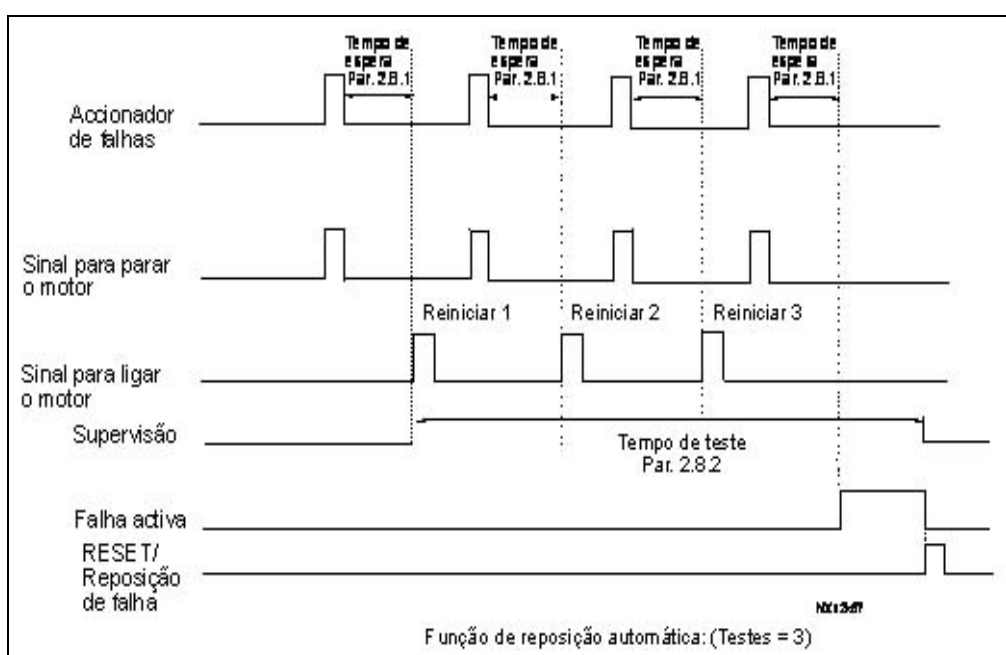 Tempo de
espera
Par. 2.8.1
Tempo de
espera
Par. 2.8.1
Tempo de
espera
Par. 2.8.1
Tempo de
espera
Par. 2.8.1
Accionador
de falhas
Sinal para parar
o motor
Reiniciar 1
Reiniciar 2
Reiniciar 3
Sinal para ligar
o motor
Supervisão
Tempo de teste
Par. 2.8.2
Falha activa
RESET/
Reposição
de falha
Função de reposição automática: (Testes = 3)